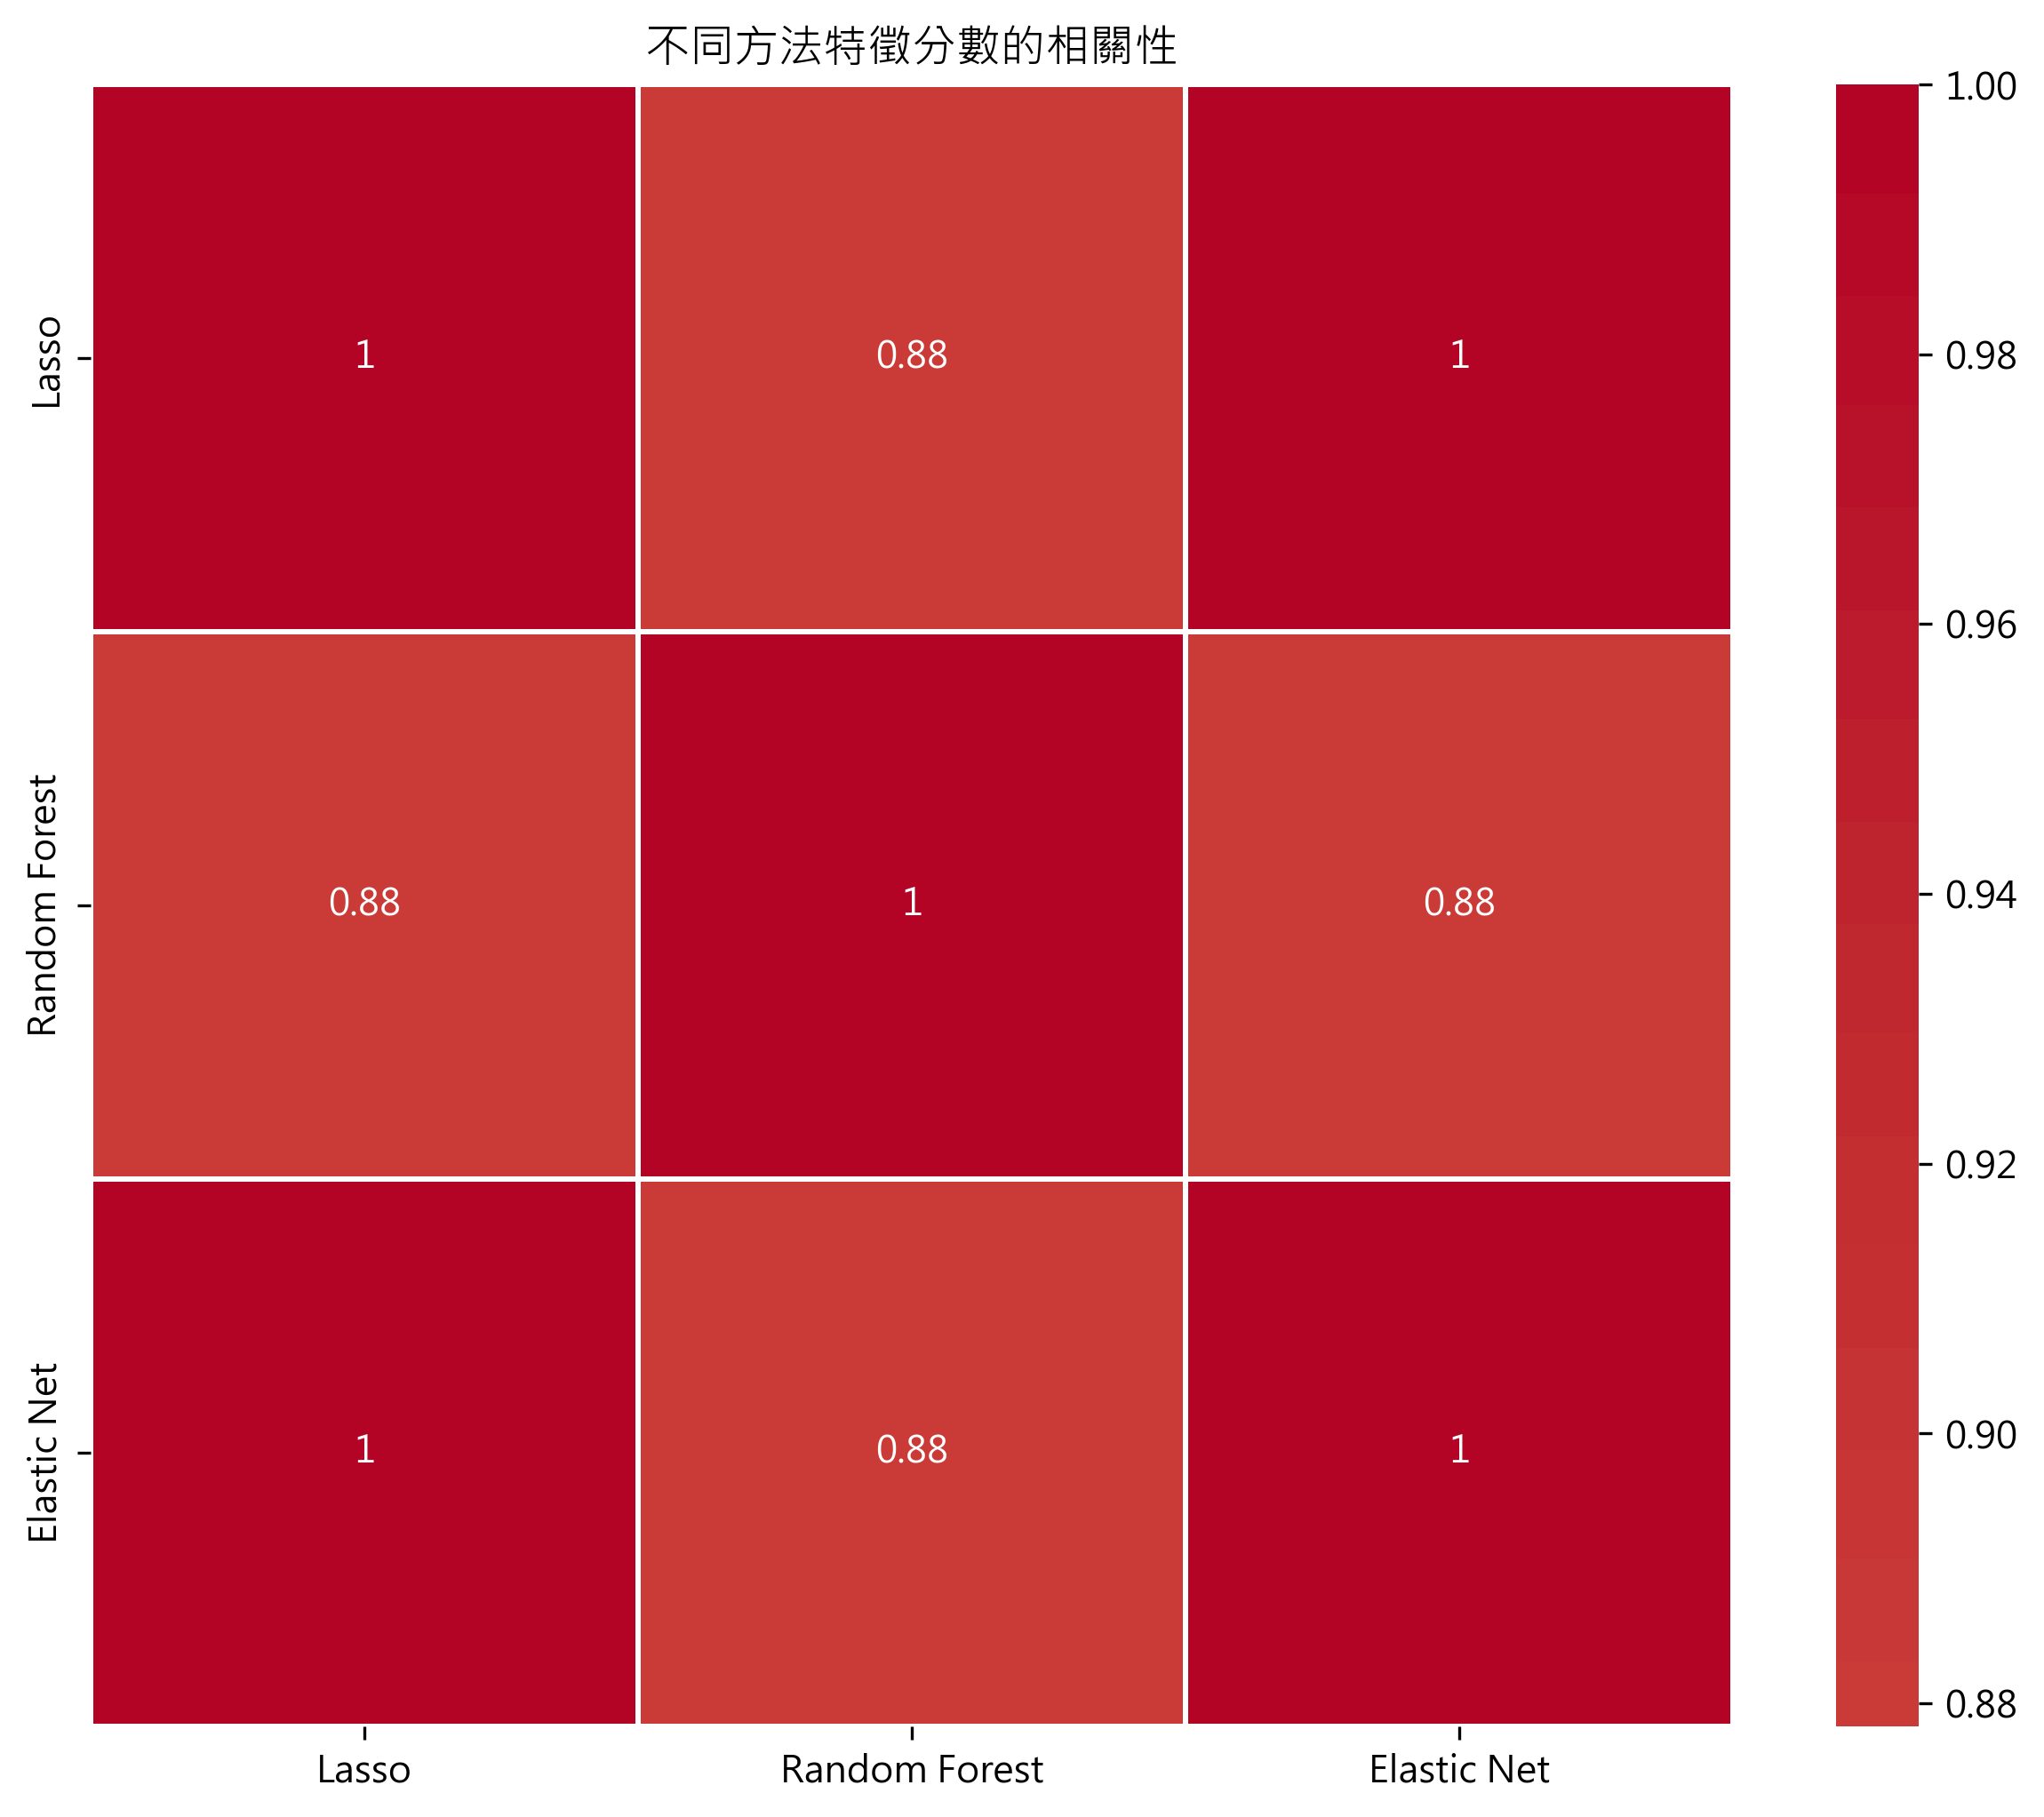 不同方法特徵分數的相關性
Lasso
1
0.88
1
Random Forest
0.88
1
0.88
Elastic Net
1
0.88
1
Lasso
Random Forest
Elastic Net
1.00
0.98
0.96
0.94
0.92
0.90
0.88